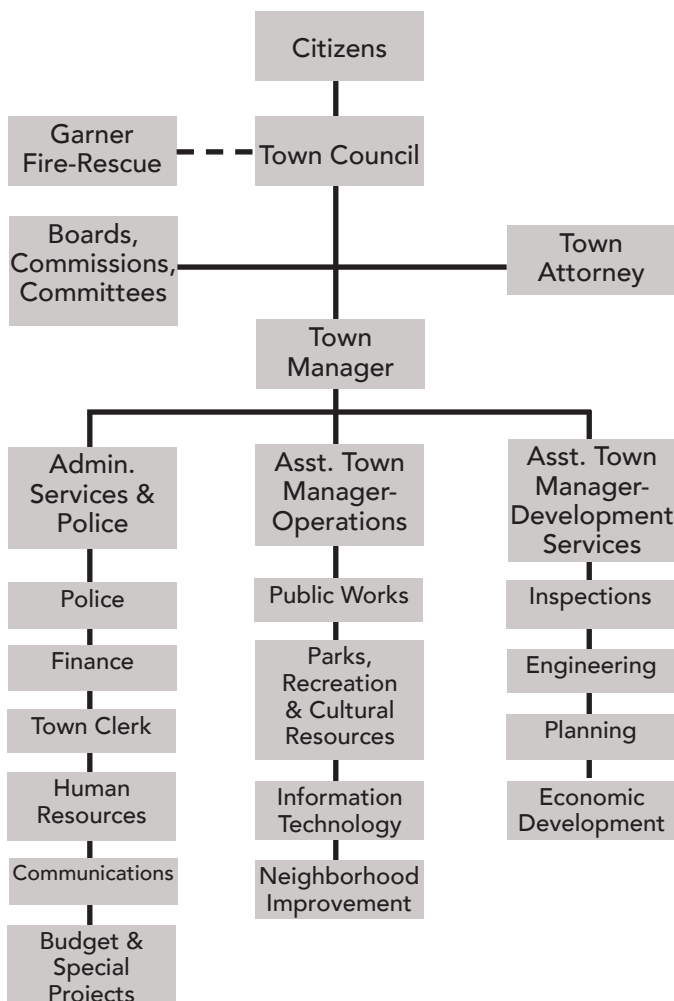 Citizens
Garner
Fire-Rescue
Town Council
Boards,
Commissions,
Committees
Town
Attorney
Town
Manager
Admin.
Services &
Police
Asst. Town
Manager-
Operations
Asst. Town
Manager-
Development
Services
Police
Finance
Town Clerk
Human
Resources
Communications
Budget &
Special
Projects
Public Works
Parks,
Recreation
& Cultural
Resources
Information
Technology
Neighborhood
Improvement
Inspections
Engineering
Planning
Economic
Development